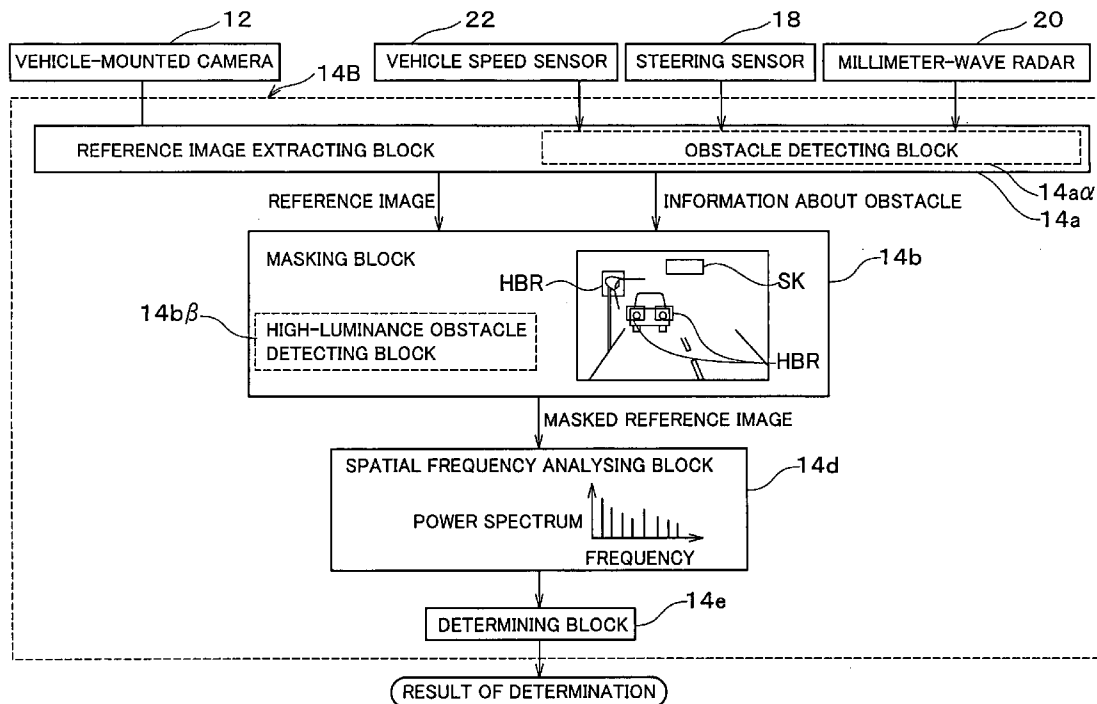 12
22
18
20
VEHICLE-MOUNTED CAMERA
VEHICLE SPEED SENSOR
STEERING SENSOR
MILLIMETER-WAVE RADAR
14B
REFERENCE IMAGE EXTRACTING BLOCK
OBSTACLE DETECTING BLOCK
14aα
14a
REFERENCE IMAGE
INFORMATION ABOUT OBSTACLE
MASKING BLOCK
14b
HBR
SK
14bβ
HIGH-LUMINANCE OBSTACLE
DETECTING BLOCK
HBR
MASKED REFERENCE IMAGE
SPATIAL FREQUENCY ANALYSING BLOCK
14d
POWER SPECTRUM
FREQUENCY
14e
DETERMINING BLOCK
RESULT OF DETERMINATION